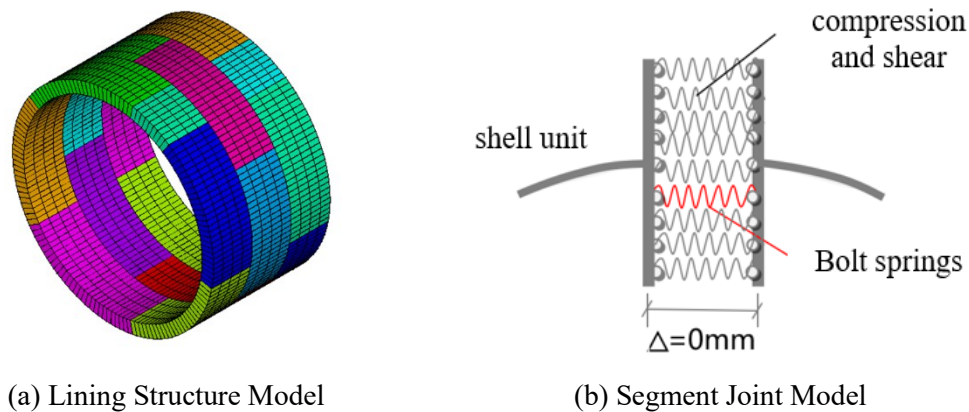 compression
and shear
shell unit
Bolt springs
△=0mm
(a) Lining Structure Model
(b) Segment Joint Model